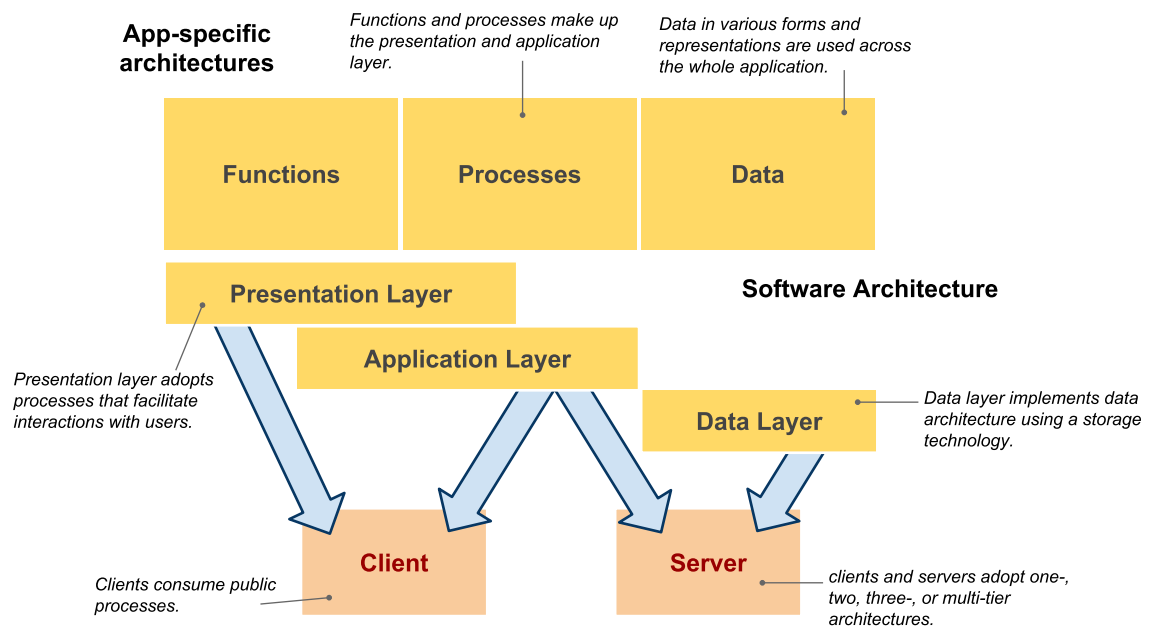 App-specific
architectures
Functions and processes make up
the presentation and application
layer.
Data in various forms and
representations are used across
the whole application.
Functions
Processes
Data
Presentation Layer
Software Architecture
Application Layer
Presentation layer adopts
processes that facilitate
interactions with users.
Data Layer
Data layer implements data
architecture using a storage
technology.
Client
Server
Clients consume public
processes.
clients and servers adopt one-,
two, three-, or multi-tier
architectures.